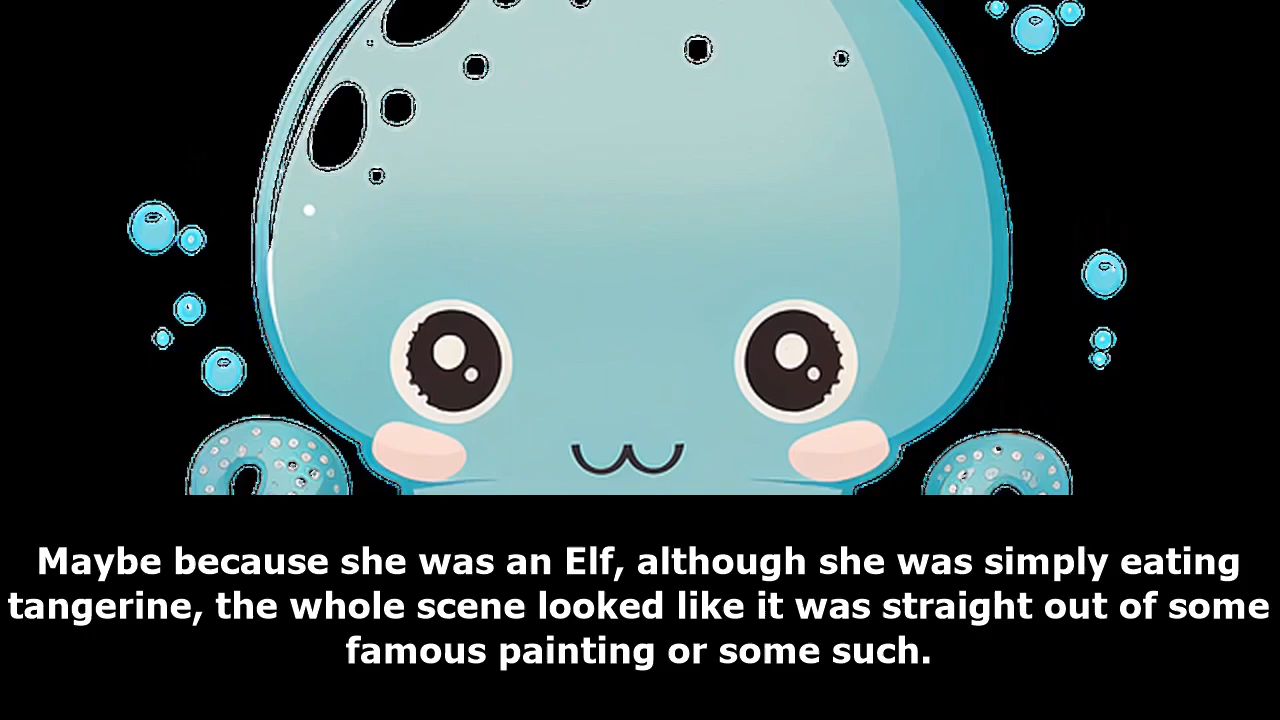 Maybe because she was an Elf, although she was simply eating
tangerine, the whole scene looked like it was straight out of some
famous painting or some such.